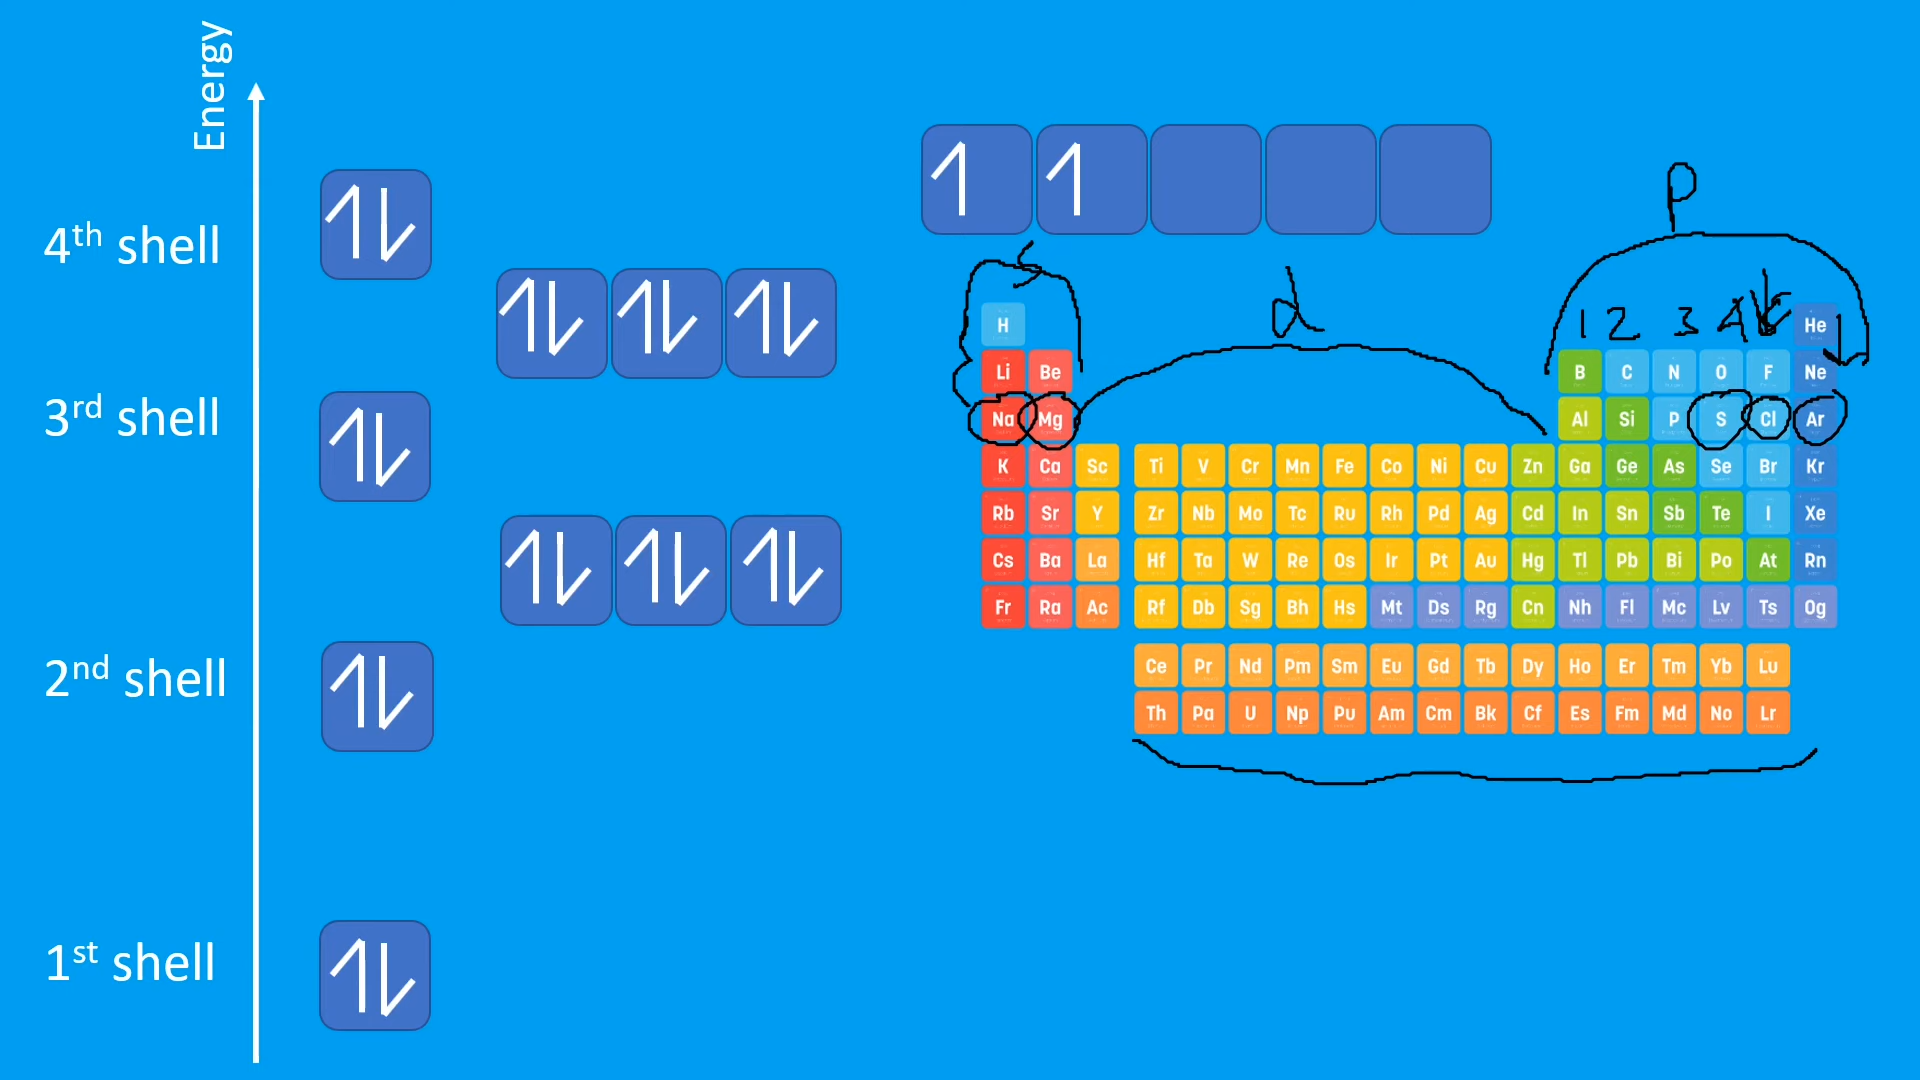 Energy
4th shell
3rd shell
2nd shell
1st shell
s
d
p
1 2 3 4
H He
Li Be B C N O F Ne
Na Mg Al Si P S Cl Ar
K Ca Sc Ti V Cr Mn Fe Co Ni Cu Zn Ga Ge As Se Br Kr
Rb Sr Y Zr Nb Mo Tc Ru Rh Pd Ag Cd In Sn Sb Te I Xe
Cs Ba La Hf Ta W Re Os Ir Pt Au Hg Tl Pb Bi Po At Rn
Fr Ra Ac Rf Db Sg Bh Hs Mt Ds Rg Cn Nh Fl Mc Lv Ts Og
Ce Pr Nd Pm Sm Eu Gd Tb Dy Ho Er Tm Yb Lu
Th Pa U Np Pu Am Cm Bk Cf Es Fm Md No Lr